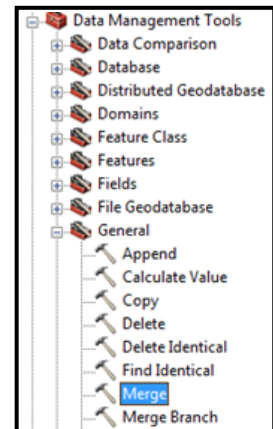 Data Management Tools
Data Comparison
Database
Distributed Geodatabase
Domains
Feature Class
Features
Fields
File Geodatabase
General
Append
Calculate Value
Copy
Delete
Delete Identical
Find Identical
Merge
Merge Branch